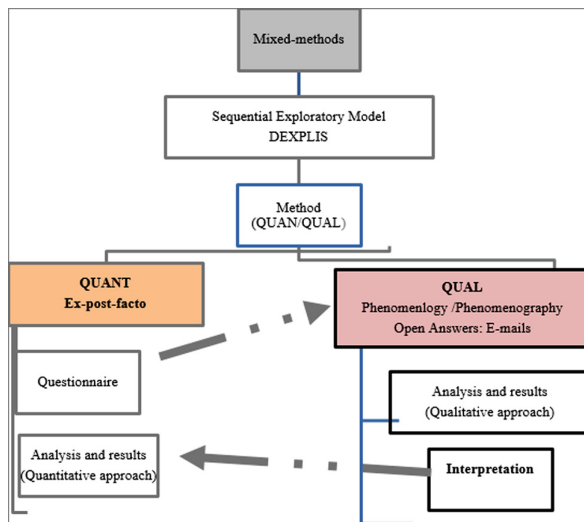 Mixed-methods
Sequential Exploratory Model
DEXPLIS
Method
(QUAN/QUAL)
QUANT
Ex-post-facto
QUAL
Phenomenlogy /Phenomenography
Open Answers: E-mails
Questionnaire
Analysis and results
(Qualitative approach)
Analysis and results
(Quantitative approach)
Interpretation